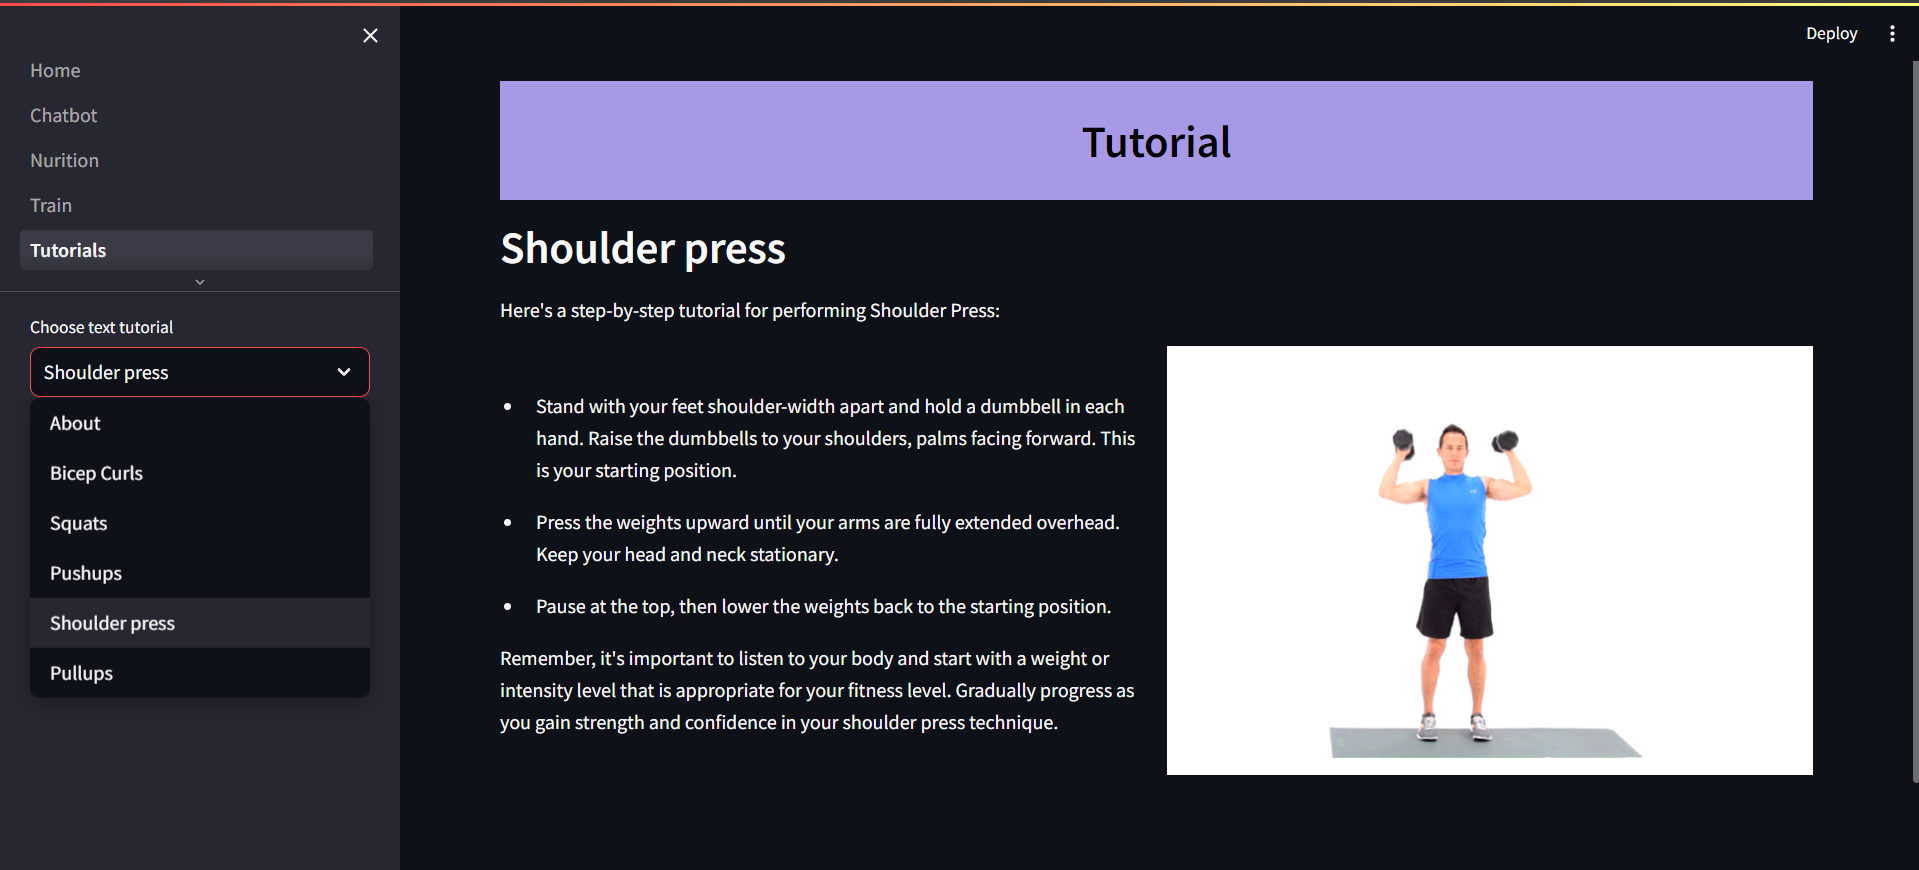 Home
Chatbot
Nurition
Train
Tutorials
Choose text tutorial
Shoulder press
About
Bicep Curls
Squats
Pushups
Shoulder press
Pullups
Deploy
Tutorial
Shoulder press
Here's a step-by-step tutorial for performing Shoulder Press:
• Stand with your feet shoulder-width apart and hold a dumbbell in each
hand. Raise the dumbbells to your shoulders, palms facing forward. This
is your starting position.
• Press the weights upward until your arms are fully extended overhead.
Keep your head and neck stationary.
• Pause at the top, then lower the weights back to the starting position.
Remember, it's important to listen to your body and start with a weight or
intensity level that is appropriate for your fitness level. Gradually progress as
you gain strength and confidence in your shoulder press technique.